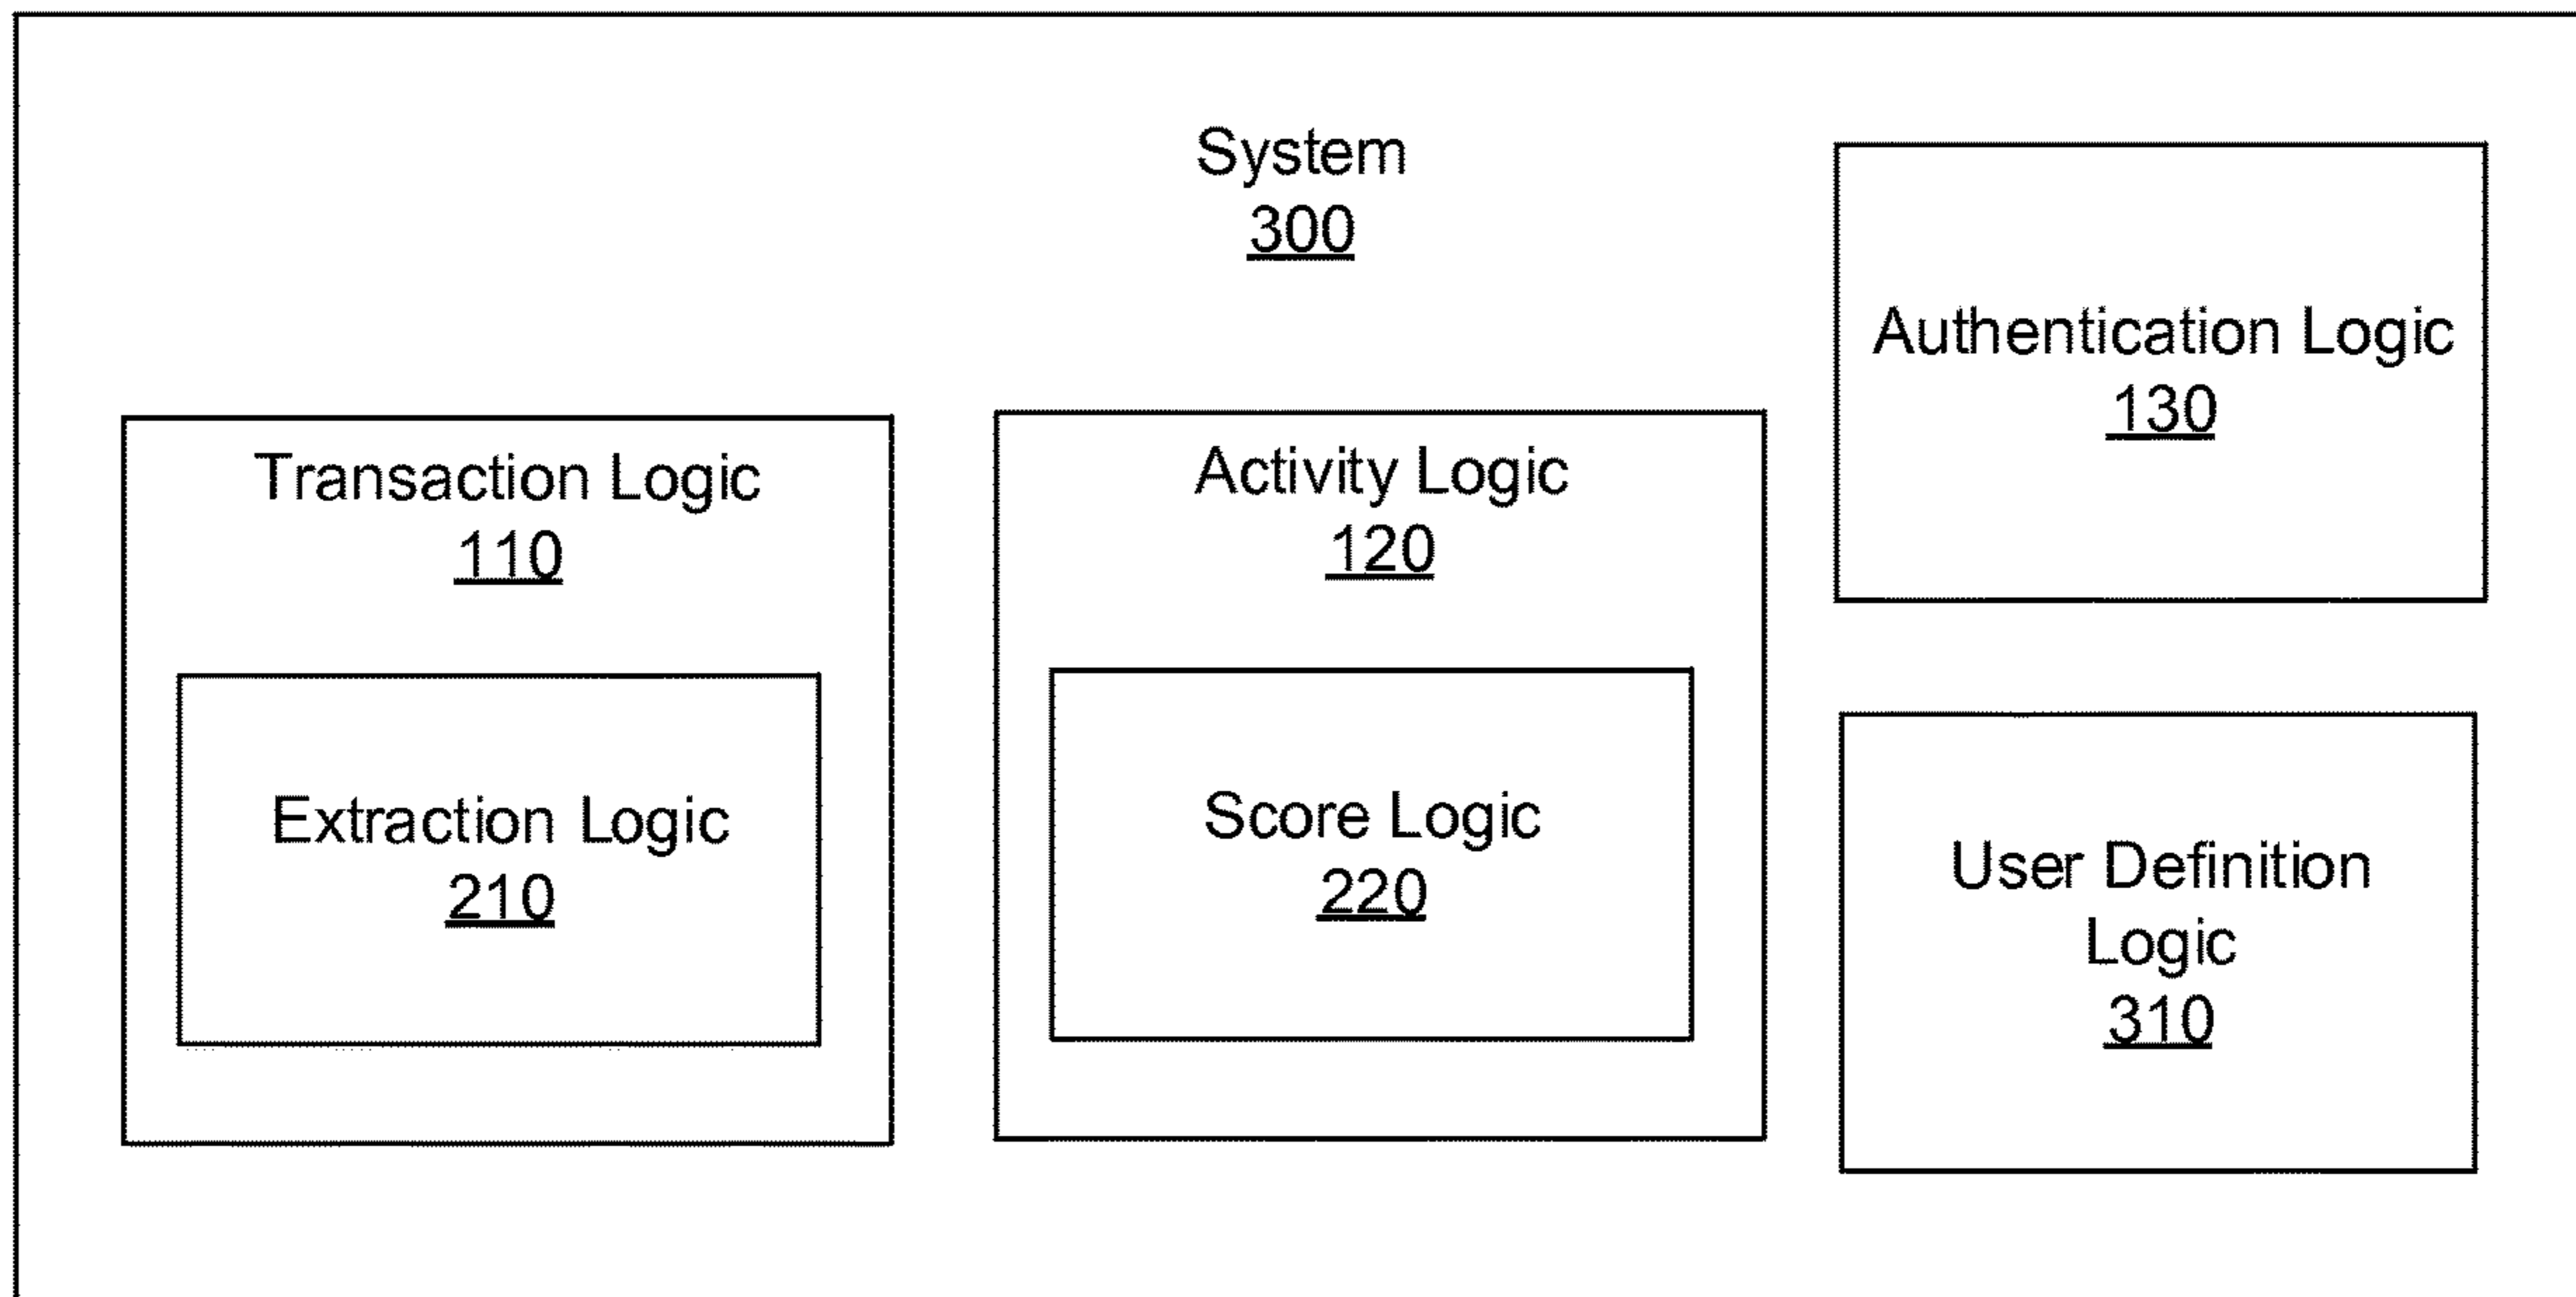 System
300
Authentication Logic
130
Transaction Logic
110
Activity Logic
120
Extraction Logic
210
Score Logic
220
User Definition
Logic
310